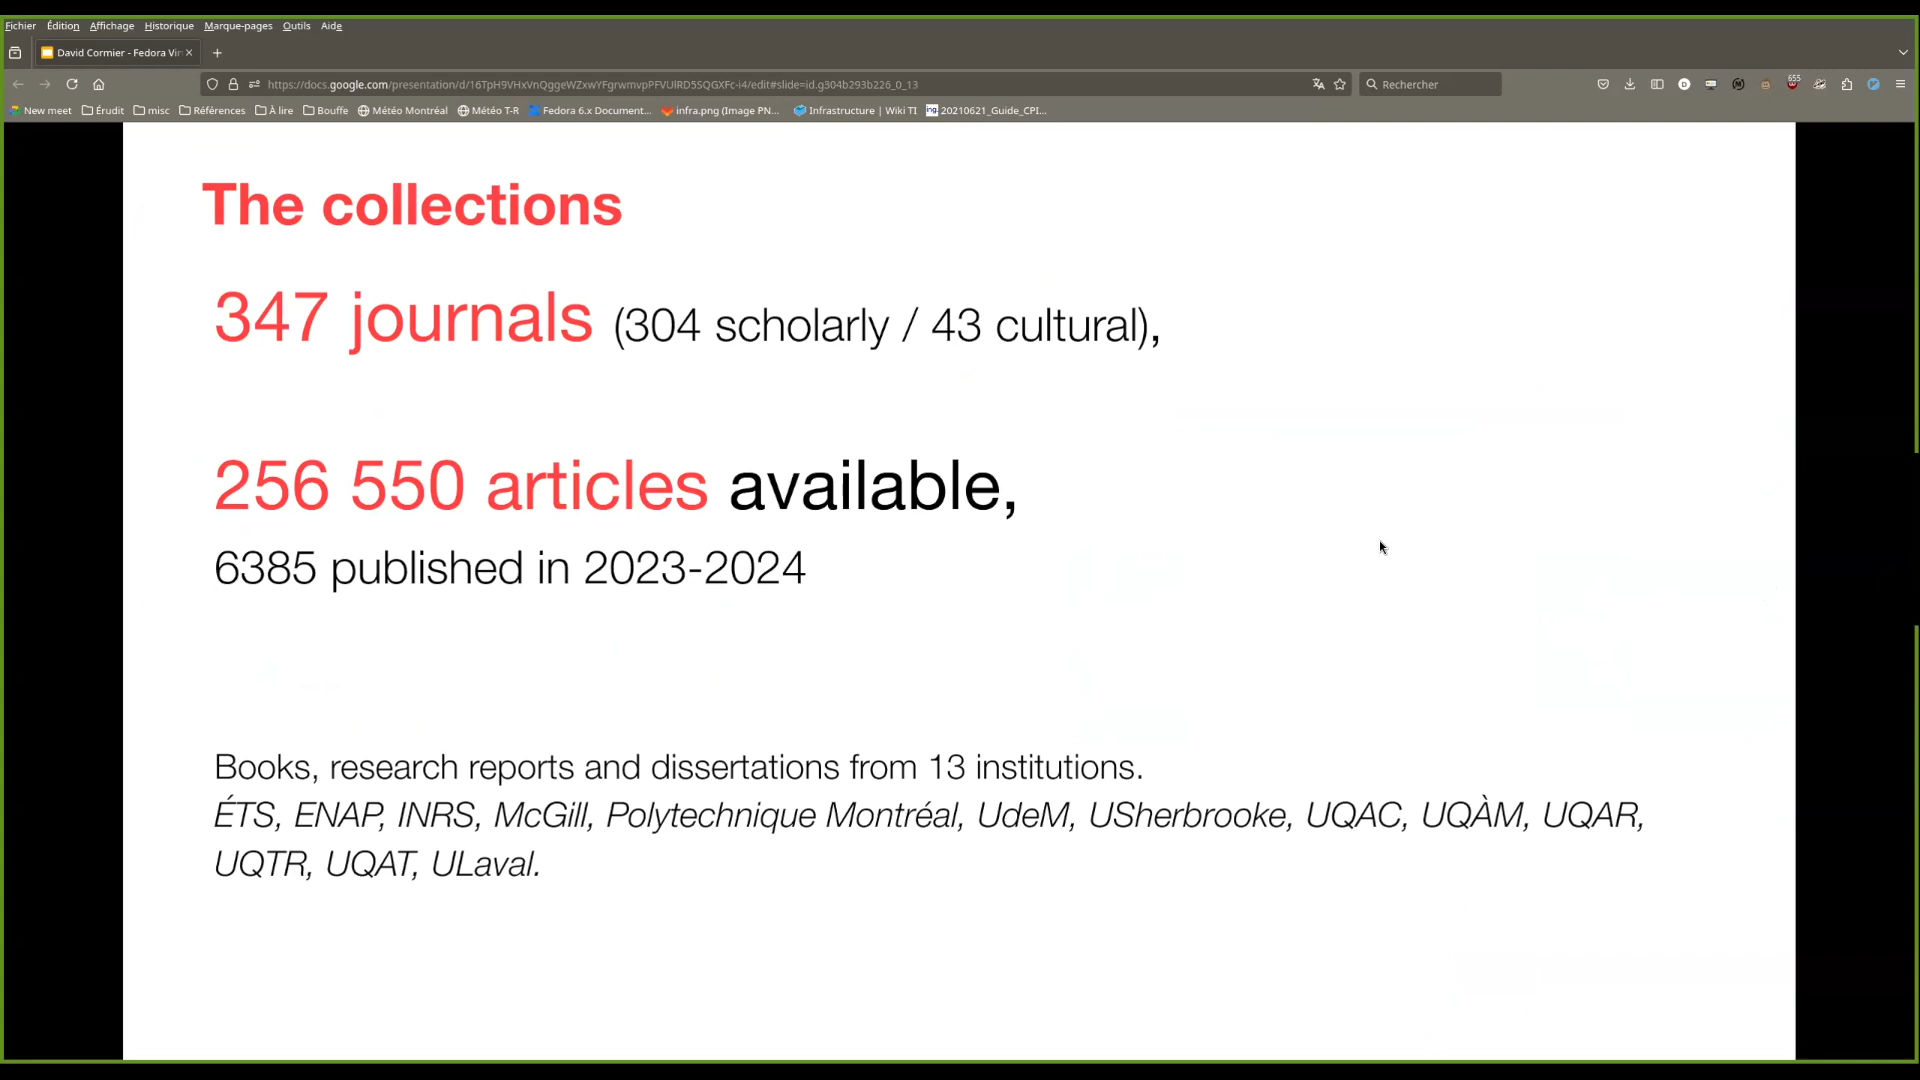 Fichier Édition Affichage Historique Marque-pages Outils Aide
David Cormier - Fedora Vir
https://docs.google.com/presentation/d/16TpH9VHxVnQggeWZxwYFgrwmvpPFVUlRD5SQGXFc-i4/edit#slide=id.g304b293b226_0_13
Rechercher
655
New meet Érudit misc Références À lire Bouffe Météo Montréal Météo T-R Fedora 6.x Document... infra.png (Image PN... Infrastructure | Wiki TI 20210621_Guide_CPI...
The collections
347 journals (304 scholarly / 43 cultural),
256 550 articles available,
6385 published in 2023-2024
Books, research reports and dissertations from 13 institutions.
ÉTS, ENAP, INRS, McGill, Polytechnique Montréal, UdeM, USherbrooke, UQAC, UQÀM, UQAR,
UQTR, UQAT, ULaval.